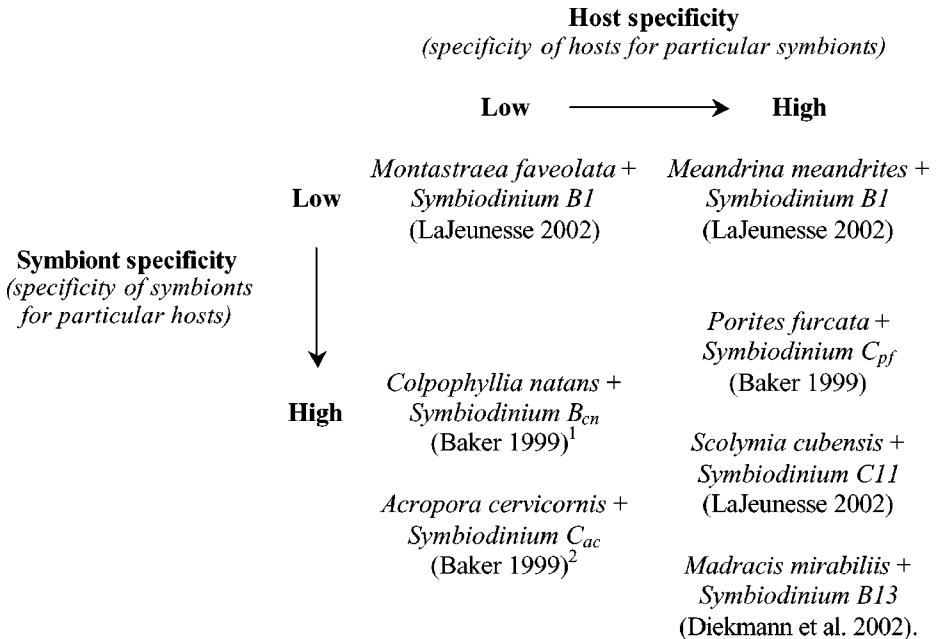 Host specificity
(specificity of hosts for particular symbionts)
Low
High
Symbiont specificity
(specificity of symbionts
for particular hosts)
Low
High
Montastraea faveolata +
Symbiodinium B1
(LaJeunesse 2002)
Meandrina meandrites +
Symbiodinium B1
(LaJeunesse 2002)
Colpophyllia natans +
Symbiodinium Bcn
(Baker 1999)1
Acropora cervicornis +
Symbiodinium Cac
(Baker 1999)2
Porites furcata +
Symbiodinium Cpf
(Baker 1999)
Scolymia cubensis +
Symbiodinium C11
(LaJeunesse 2002)
Madracis mirabiliis +
Symbiodinium B13
(Diekmann et al. 2002).